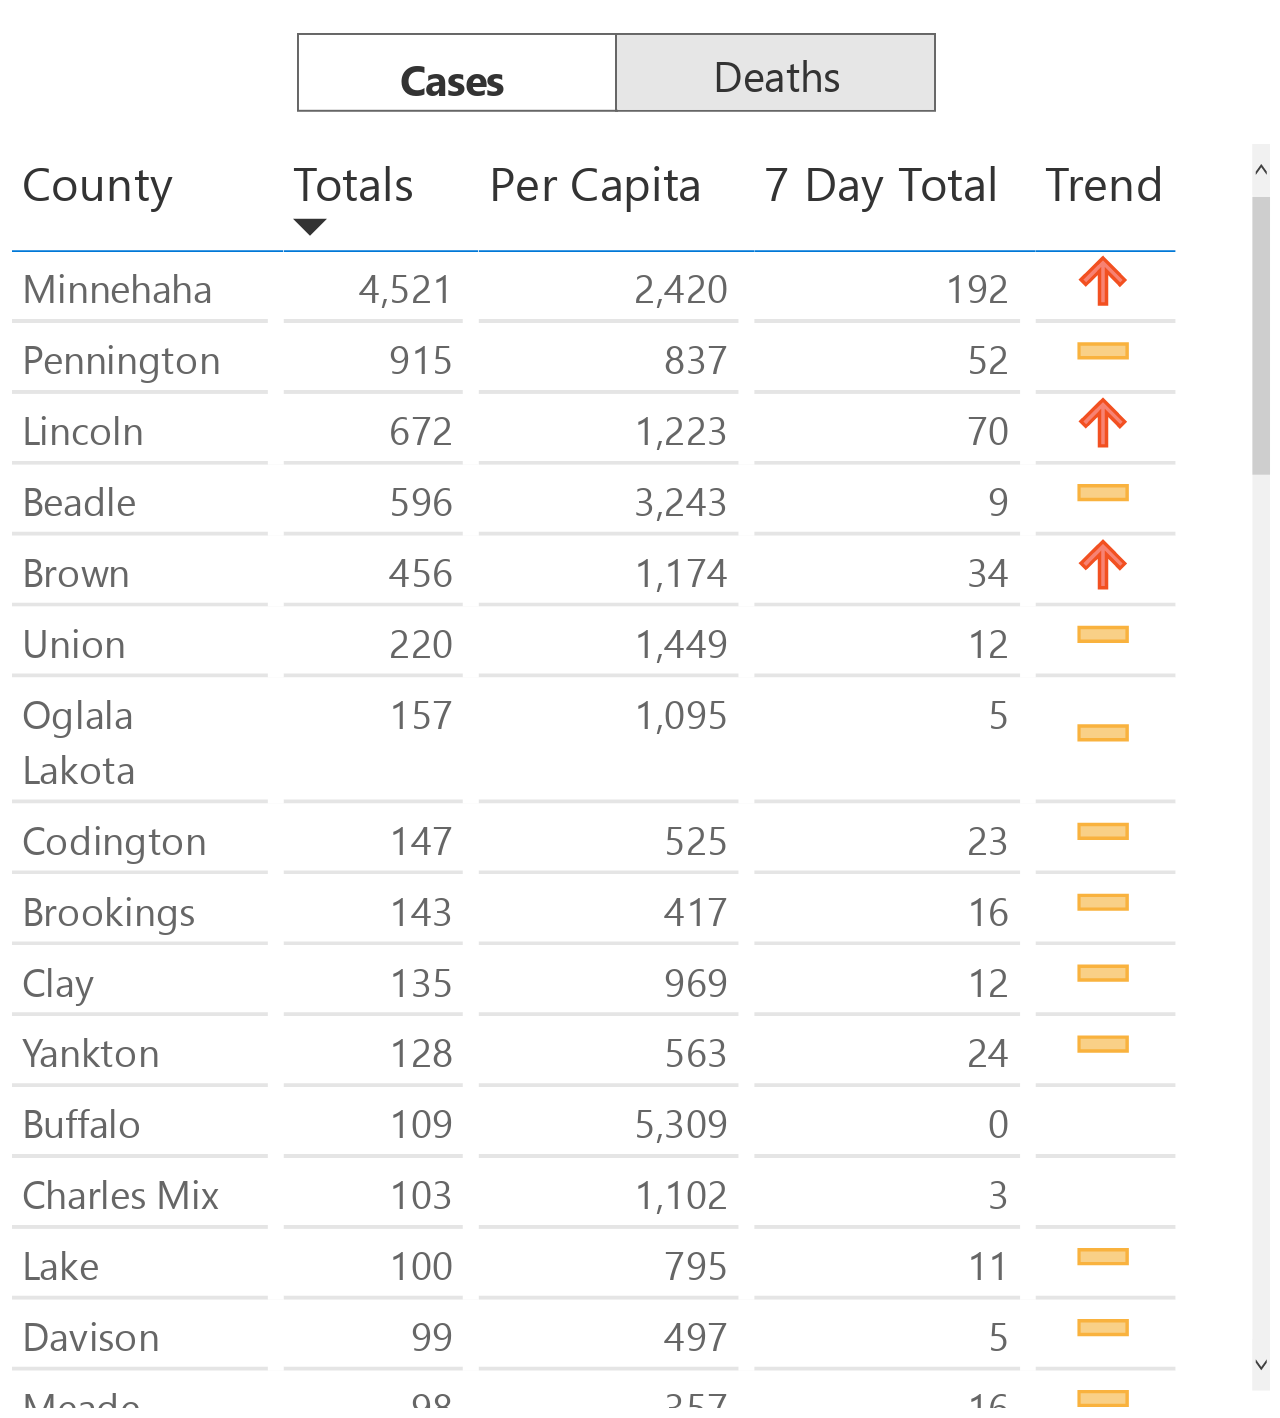 Cases Deaths
County Totals Per Capita 7 Day Total Trend
Minnehaha 4,521 2,420 192
Pennington 915 837 52
Lincoln 672 1,223 70
Beadle 596 3,243 9
Brown 456 1,174 34
Union 220 1,449 12
Oglala 157 1,095 5
Lakota
Codington 147 525 23
Brookings 143 417 16
Clay 135 969 12
Yankton 128 563 24
Buffalo 109 5,309 0
Charles Mix 103 1,102 3
Lake 100 795 11
Davison 99 497 5
Meade 98 357 16